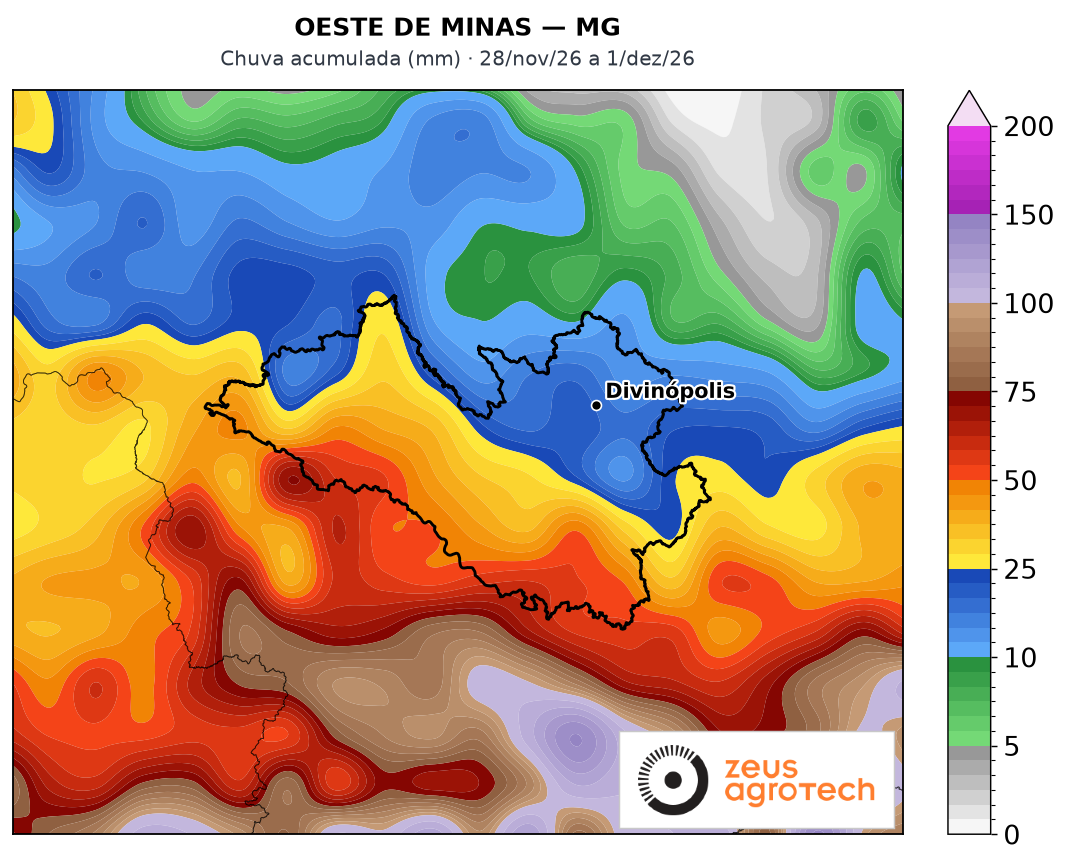 OESTE DE MINAS — MG
Chuva acumulada (mm) · 28/nov/26 a 1/dez/26
200
150
100
75
50
25
10
5
0
Divinópolis
zeus
agrotech